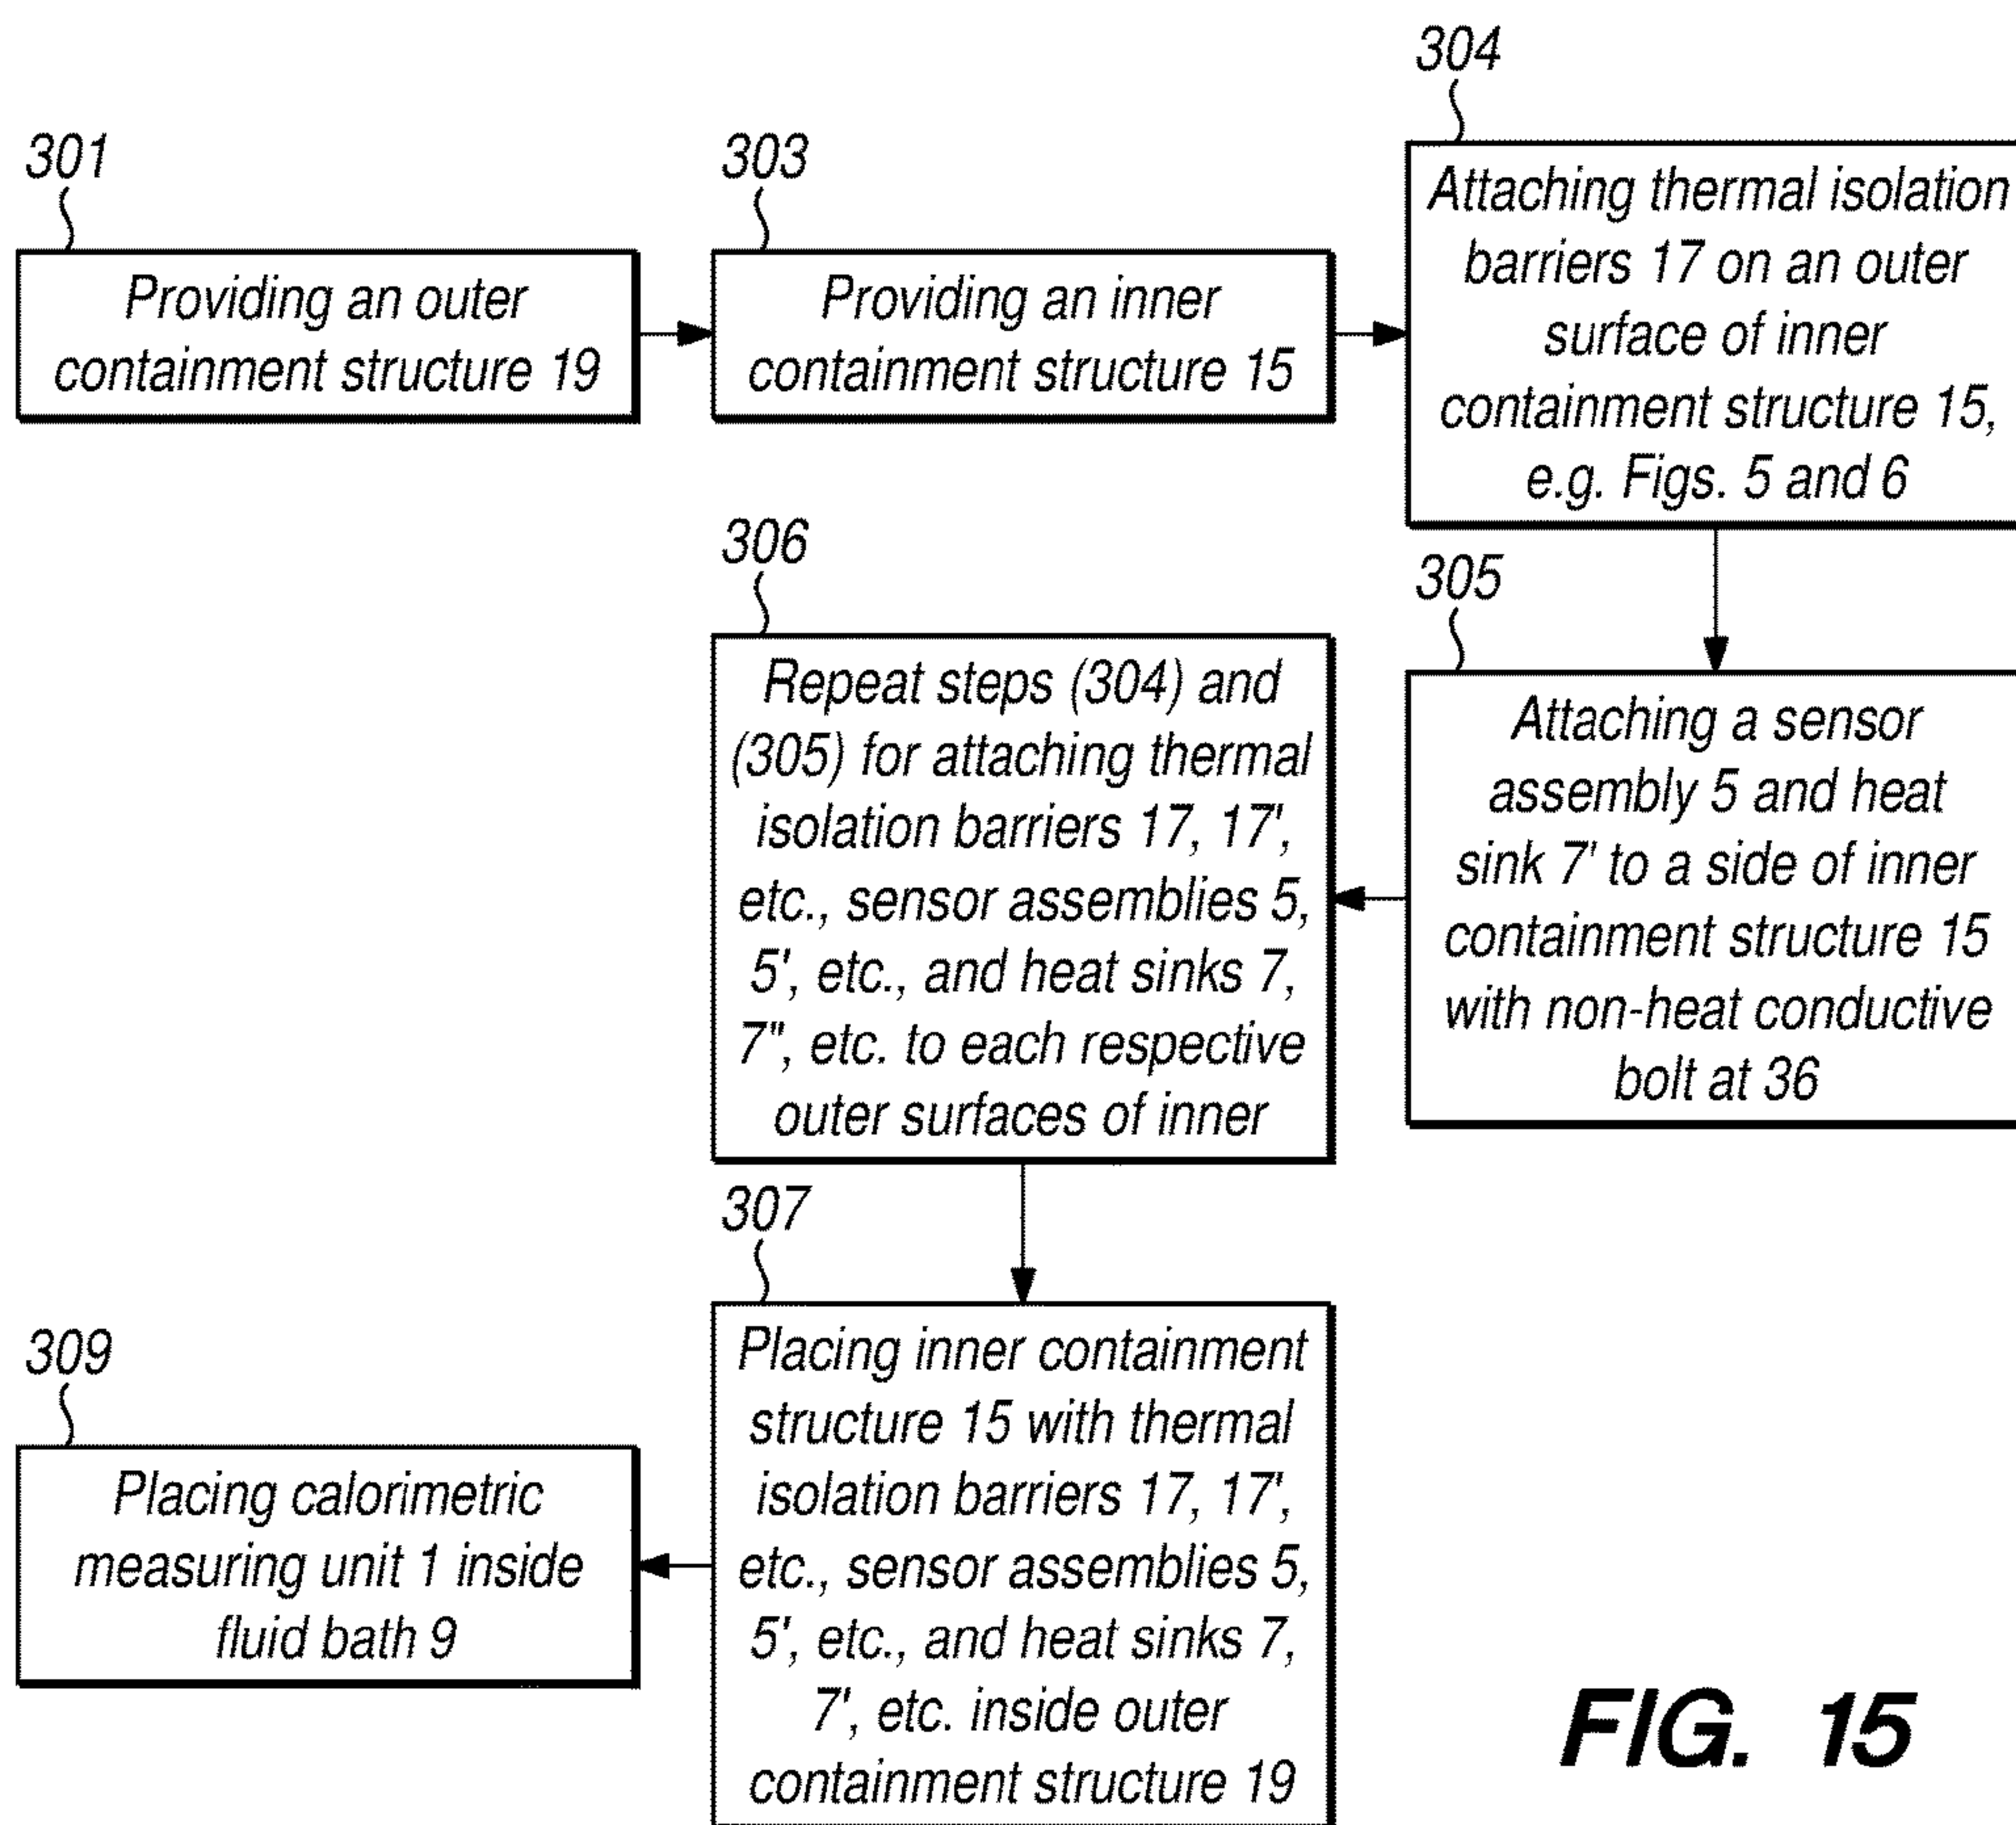 301
Providing an outer
containment structure 19
303
Providing an inner
containment structure 15
304
Attaching thermal isolation
barriers 17 on an outer
surface of inner
containment structure 15,
e.g. Figs. 5 and 6
305
Attaching a sensor
assembly 5 and heat
sink 7' to a side of inner
containment structure 15
with non-heat conductive
bolt at 36
306
Repeat steps (304) and
(305) for attaching thermal
isolation barriers 17, 17',
etc., sensor assemblies 5,
5', etc., and heat sinks 7,
7", etc. to each respective
outer surfaces of inner
307
Placing inner containment
structure 15 with thermal
isolation barriers 17, 17',
etc., sensor assemblies 5,
5', etc., and heat sinks 7,
7', etc. inside outer
containment structure 19
309
Placing calorimetric
measuring unit 1 inside
fluid bath 9
FIG. 15